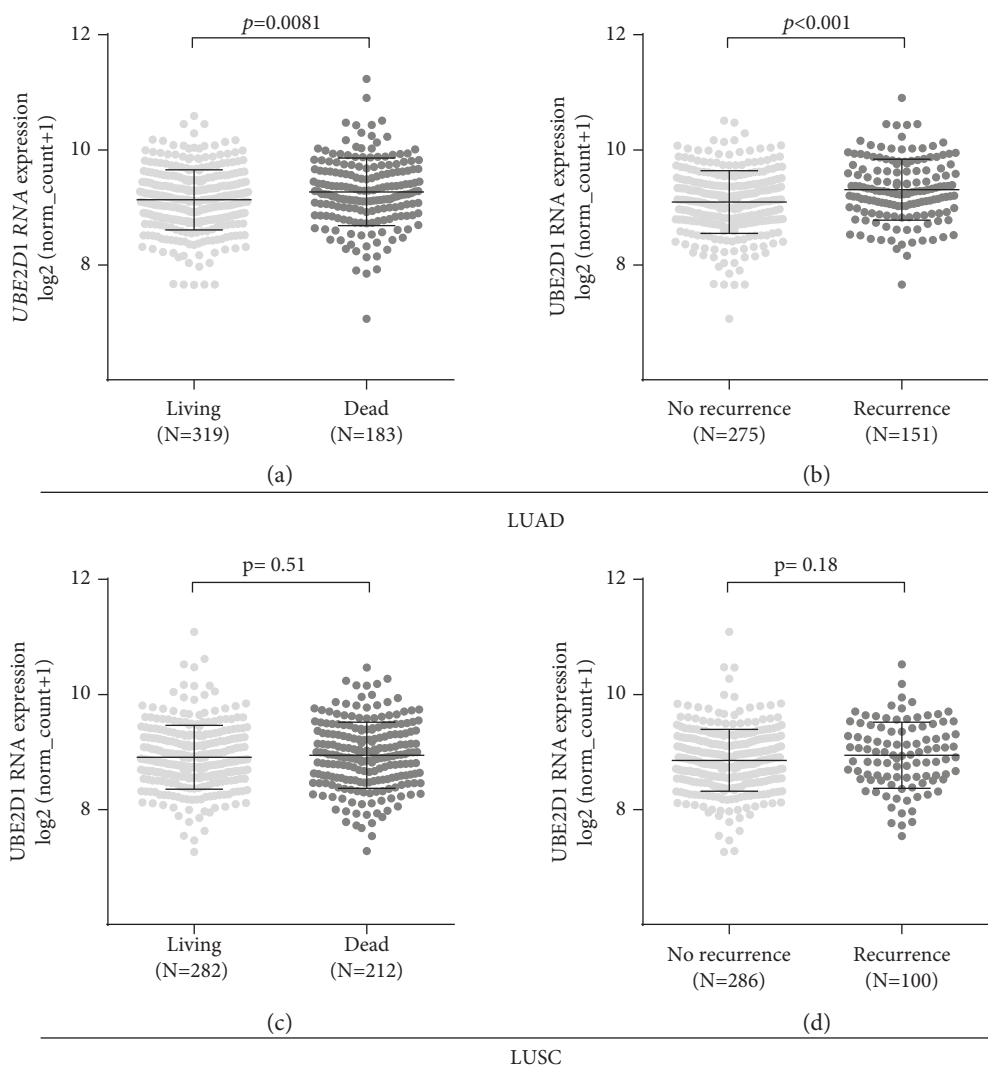 12
10
8
UBE2D1 RNA expression
log2 (norm_count+1)
p=0.0081
Living
(N=319)
Dead
(N=183)
(a)
12
10
8
UBE2D1 RNA expression
log2 (norm_count+1)
p<0.001
No recurrence
(N=275)
Recurrence
(N=151)
(b)
LUAD
12
10
8
UBE2D1 RNA expression
log2 (norm_count+1)
p= 0.51
Living
(N=282)
Dead
(N=212)
(c)
12
10
8
UBE2D1 RNA expression
log2 (norm_count+1)
p= 0.18
No recurrence
(N=286)
Recurrence
(N=100)
(d)
LUSC